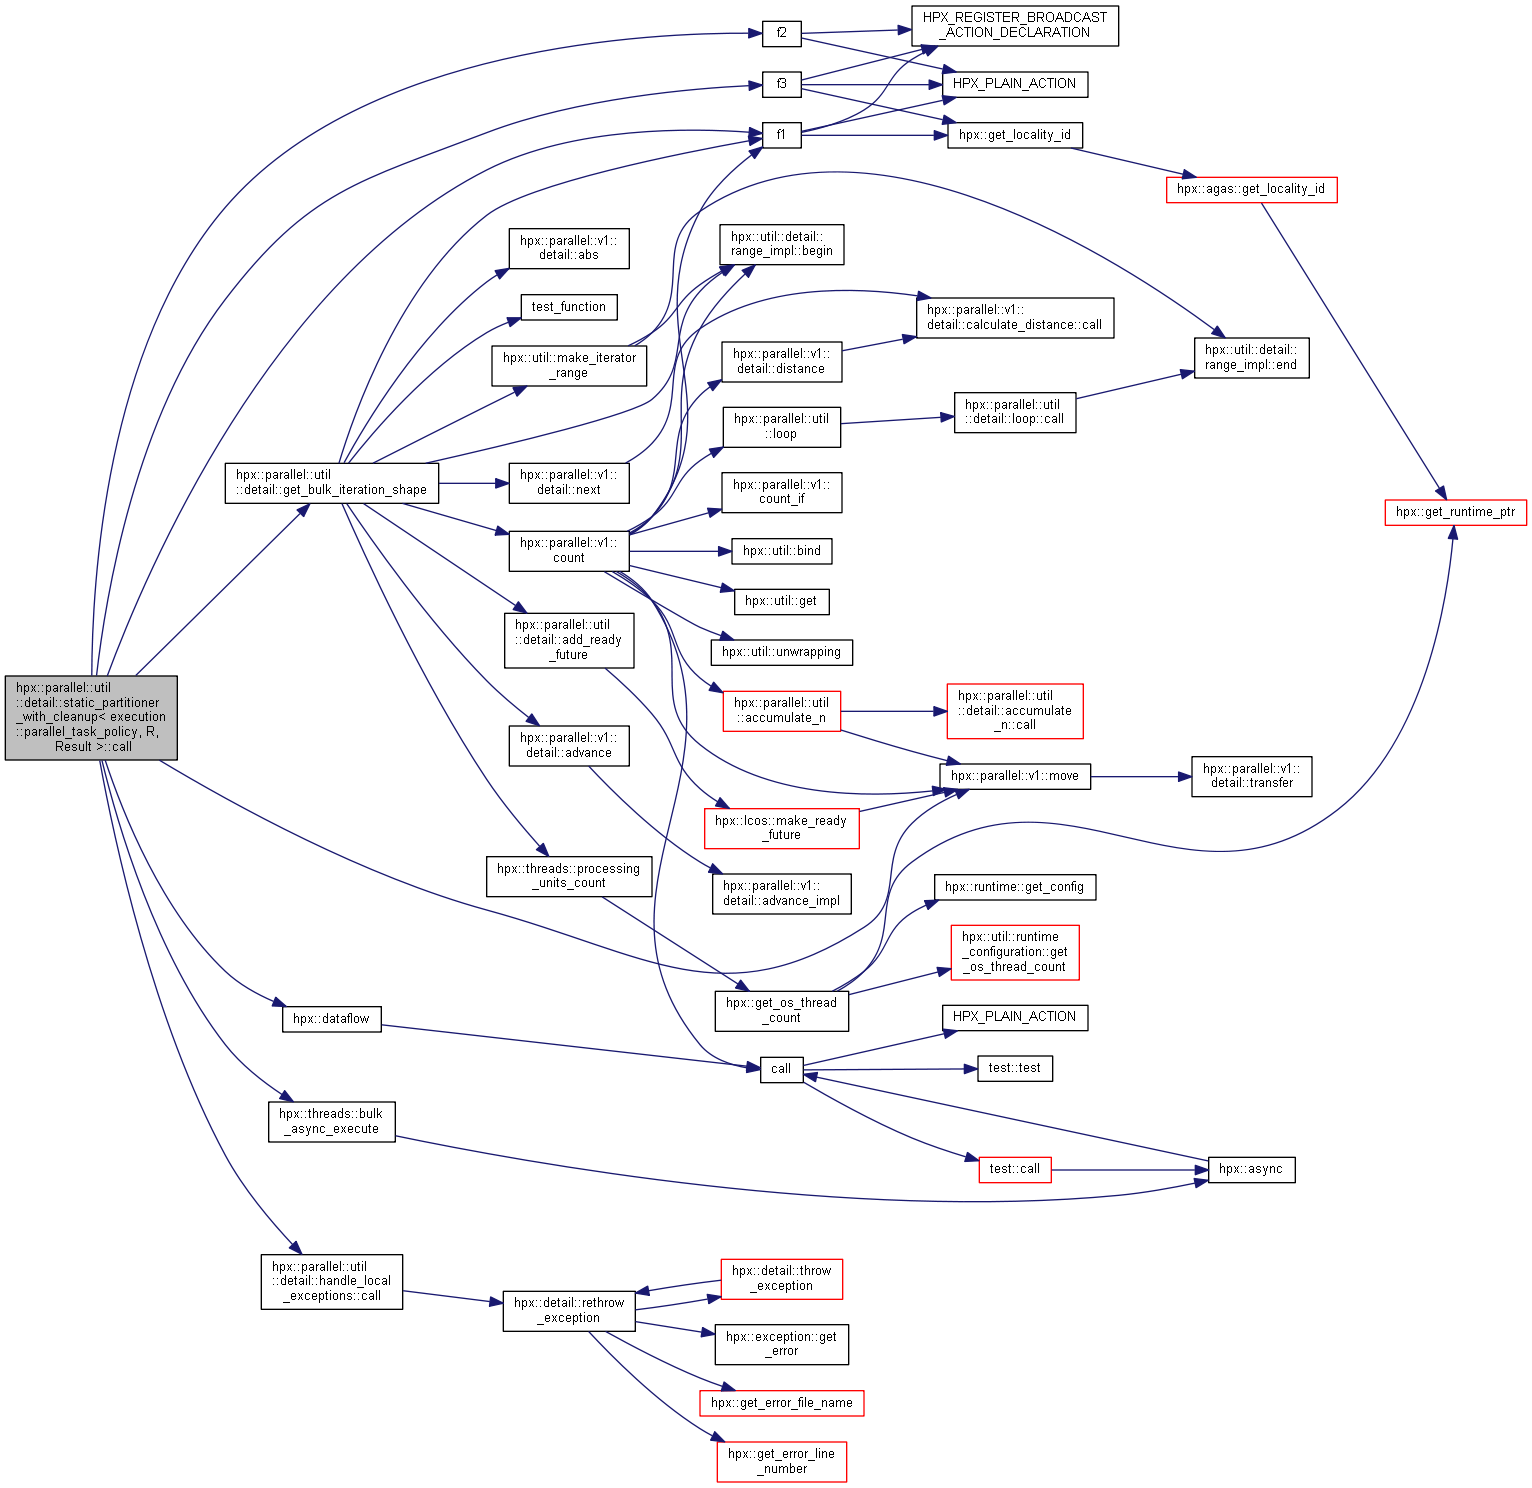 HPX_REGISTER_BROADCAST
_ACTION_DECLARATION
f2
f3
HPX_PLAIN_ACTION
f1
hpx::get_locality_id
hpx::agas::get_locality_id
hpx::parallel::v1::
detail::abs
hpx::util::detail::
range_impl::begin
test_function
hpx::parallel::v1::
detail::calculate_distance::call
hpx::util::make_iterator
_range
hpx::parallel::v1::
detail::distance
hpx::util::detail::
range_impl::end
hpx::parallel::util
::loop
hpx::parallel::util
::detail::loop::call
hpx::parallel::util
::detail::get_bulk_iteration_shape
hpx::parallel::v1::
detail::next
hpx::parallel::v1::
count_if
hpx::get_runtime_ptr
hpx::parallel::v1::
count
hpx::util::bind
hpx::util::get
hpx::parallel::util
::detail::add_ready
_future
hpx::util::unwrapping
hpx::parallel::util
::detail::static_partitioner
_with_cleanup< execution
::parallel_task_policy, R,
Result >::call
hpx::parallel::util
::accumulate_n
hpx::parallel::util
::detail::accumulate
_n::call
hpx::parallel::v1::
detail::advance
hpx::parallel::v1::move
hpx::parallel::v1::
detail::transfer
hpx::lcos::make_ready
_future
hpx::threads::processing
_units_count
hpx::parallel::v1::
detail::advance_impl
hpx::runtime::get_config
hpx::util::runtime
_configuration::get
_os_thread_count
hpx::get_os_thread
_count
hpx::dataflow
HPX_PLAIN_ACTION
call
test::test
hpx::threads::bulk
_async_execute
test::call
hpx::async
hpx::parallel::util
::detail::handle_local
_exceptions::call
hpx::detail::throw
_exception
hpx::detail::rethrow
_exception
hpx::exception::get
_error
hpx::get_error_file_name
hpx::get_error_line
_number